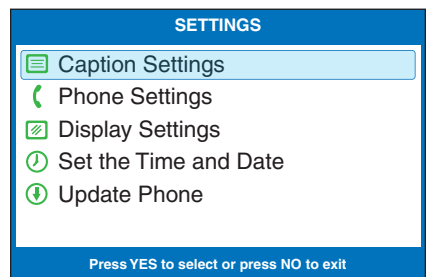 SETTINGS
Caption Settings
Phone Settings
Display Settings
Set the Time and Date
Update Phone
Press YES to select or press NO to exit